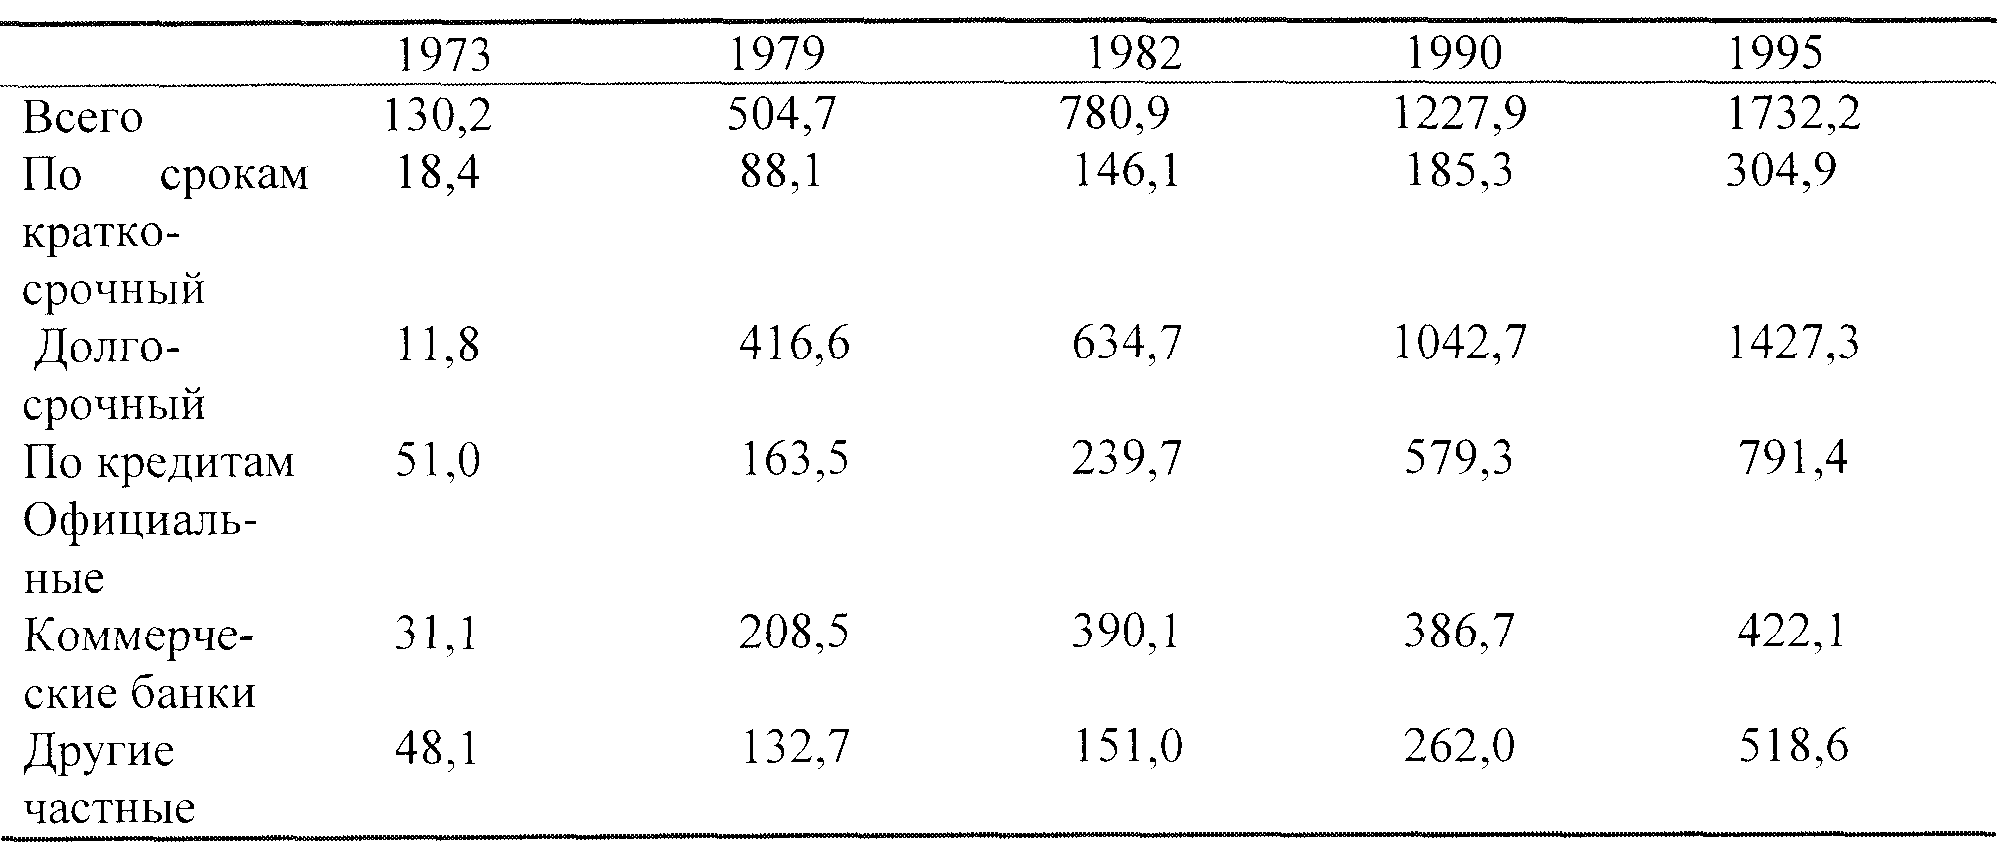 1973 1979 1982 1990 1995
Всего 130,2 504,7 780,9 1227,9 1732,2
По срокам 18,4 88,1 146,1 185,3 304,9
кратко-
срочный
Долго- 11,8 416,6 634,7 1042,7 1427,3
срочный
По кредитам 51,0 163,5 239,7 579,3 791,4
Официаль-
ные
Коммерче- 31,1 208,5 390,1 386,7 422,1
ские банки
Другие 48,1 132,7 151,0 262,0 518,6
частные